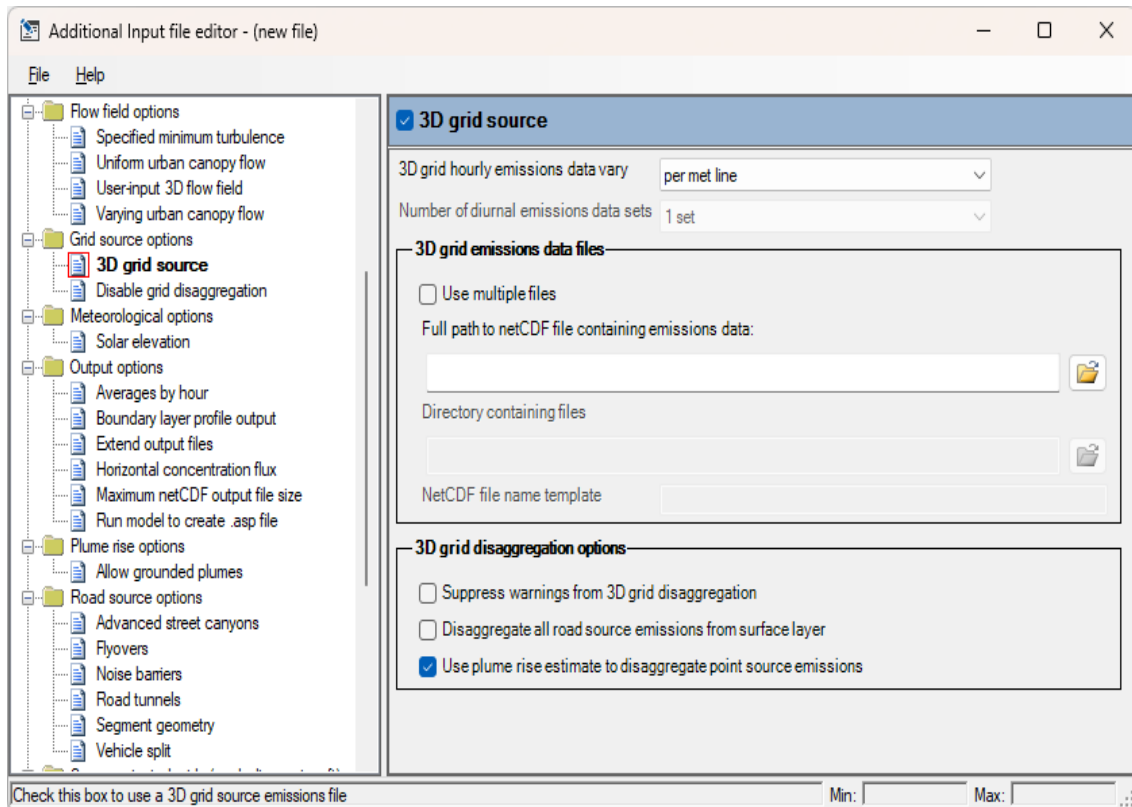 Additional Input file editor - (new file)
File Help
Flow field options
Specified minimum turbulence
Uniform urban canopy flow
User-input 3D flow field
Varying urban canopy flow
Grid source options
3D grid source
Disable grid disaggregation
Meteorological options
Solar elevation
Output options
Averages by hour
Boundary layer profile output
Extend output files
Horizontal concentration flux
Maximum netCDF output file size
Run model to create .asp file
Plume rise options
Allow grounded plumes
Road source options
Advanced street canyons
Flyovers
Noise barriers
Road tunnels
Segment geometry
Vehicle split
3D grid source
3D grid hourly emissions data vary per met line
Number of diurnal emissions data sets 1 set
3D grid emissions data files
Use multiple files
Full path to netCDF file containing emissions data:
Directory containing files
NetCDF file name template
3D grid disaggregation options
Suppress warnings from 3D grid disaggregation
Disaggregate all road source emissions from surface layer
Use plume rise estimate to disaggregate point source emissions
Check this box to use a 3D grid source emissions file Min: Max: